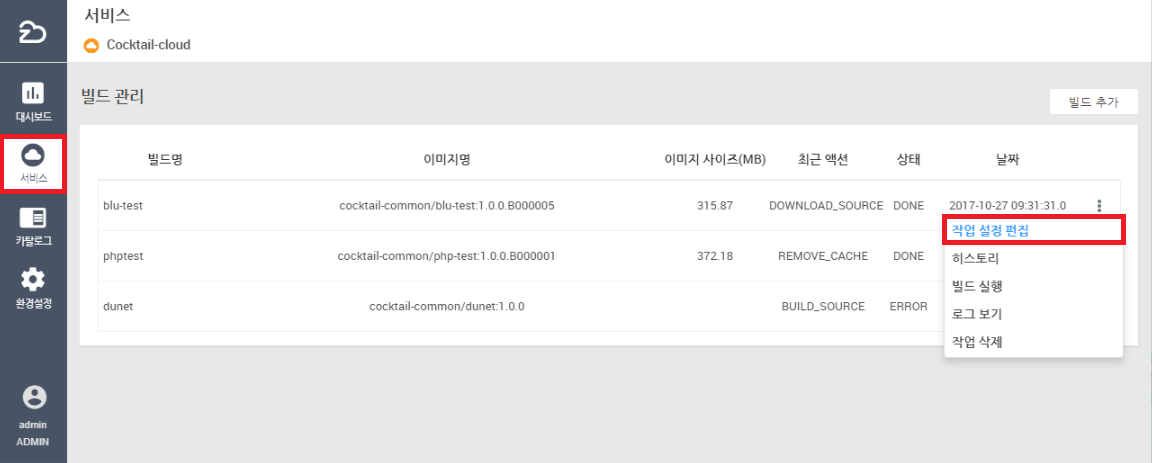 서비스
Cocktail-cloud
대시보드
서비스
카탈로그
환경설정
admin
ADMIN
빌드 관리
빌드 추가
빌드명 이미지명 이미지 사이즈(MB) 최근 액션 상태 날짜
blu-test cocktail-common/blu-test:1.0.0.B000005 315.87 DOWNLOAD_SOURCE DONE 2017-10-27 09:31:31.0
phptest cocktail-common/php-test:1.0.0.B000001 372.18 REMOVE_CACHE DONE
dunet cocktail-common/dunet:1.0.0 BUILD_SOURCE ERROR
작업 설정 편집
히스토리
빌드 실행
로그 보기
작업 삭제